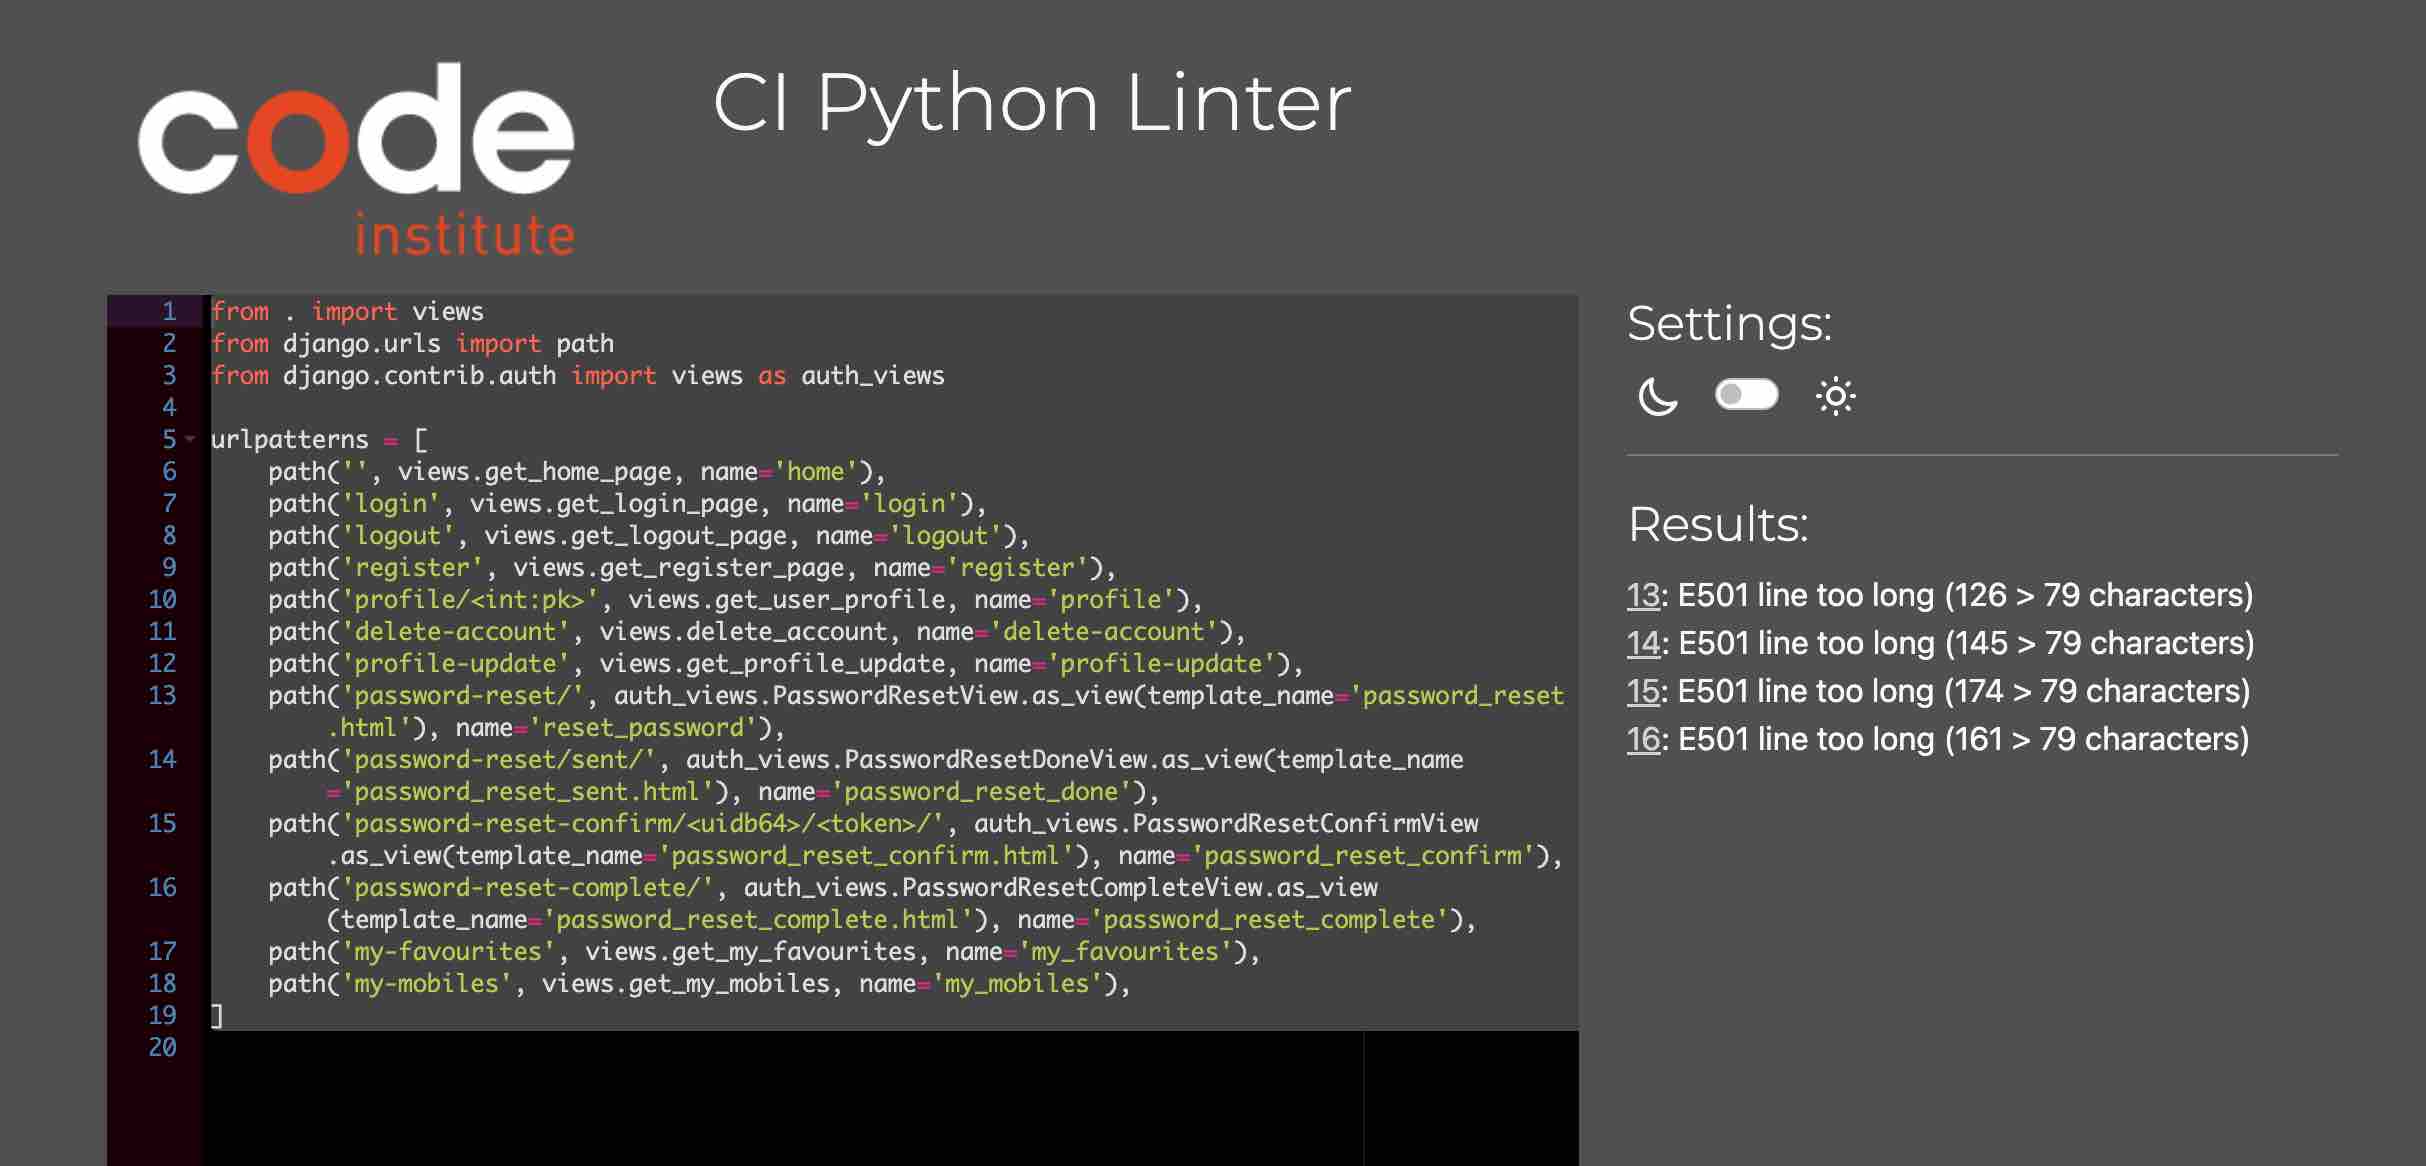 code
institute
CI Python Linter
1 from . import views
2 from django.urls import path
3 from django.contrib.auth import views as auth_views
4
5 urlpatterns = [
6     path('', views.get_home_page, name='home'),
7     path('login', views.get_login_page, name='login'),
8     path('logout', views.get_logout_page, name='logout'),
9     path('register', views.get_register_page, name='register'),
10     path('profile/<int:pk>', views.get_user_profile, name='profile'),
11     path('delete-account', views.delete_account, name='delete-account'),
12     path('profile-update', views.get_profile_update, name='profile-update'),
13     path('password-reset/', auth_views.PasswordResetView.as_view(template_name='password_reset
.html'), name='reset_password'),
14     path('password-reset/sent/', auth_views.PasswordResetDoneView.as_view(template_name
='password_reset_sent.html'), name='password_reset_done'),
15     path('password-reset-confirm/<uidb64>/<token>/', auth_views.PasswordResetConfirmView
.as_view(template_name='password_reset_confirm.html'), name='password_reset_confirm'),
16     path('password-reset-complete/', auth_views.PasswordResetCompleteView.as_view
(template_name='password_reset_complete.html'), name='password_reset_complete'),
17     path('my-favourites', views.get_my_favourites, name='my_favourites'),
18     path('my-mobiles', views.get_my_mobiles, name='my_mobiles'),
19 ]
20
Settings:
Results:
13: E501 line too long (126 > 79 characters)
14: E501 line too long (145 > 79 characters)
15: E501 line too long (174 > 79 characters)
16: E501 line too long (161 > 79 characters)